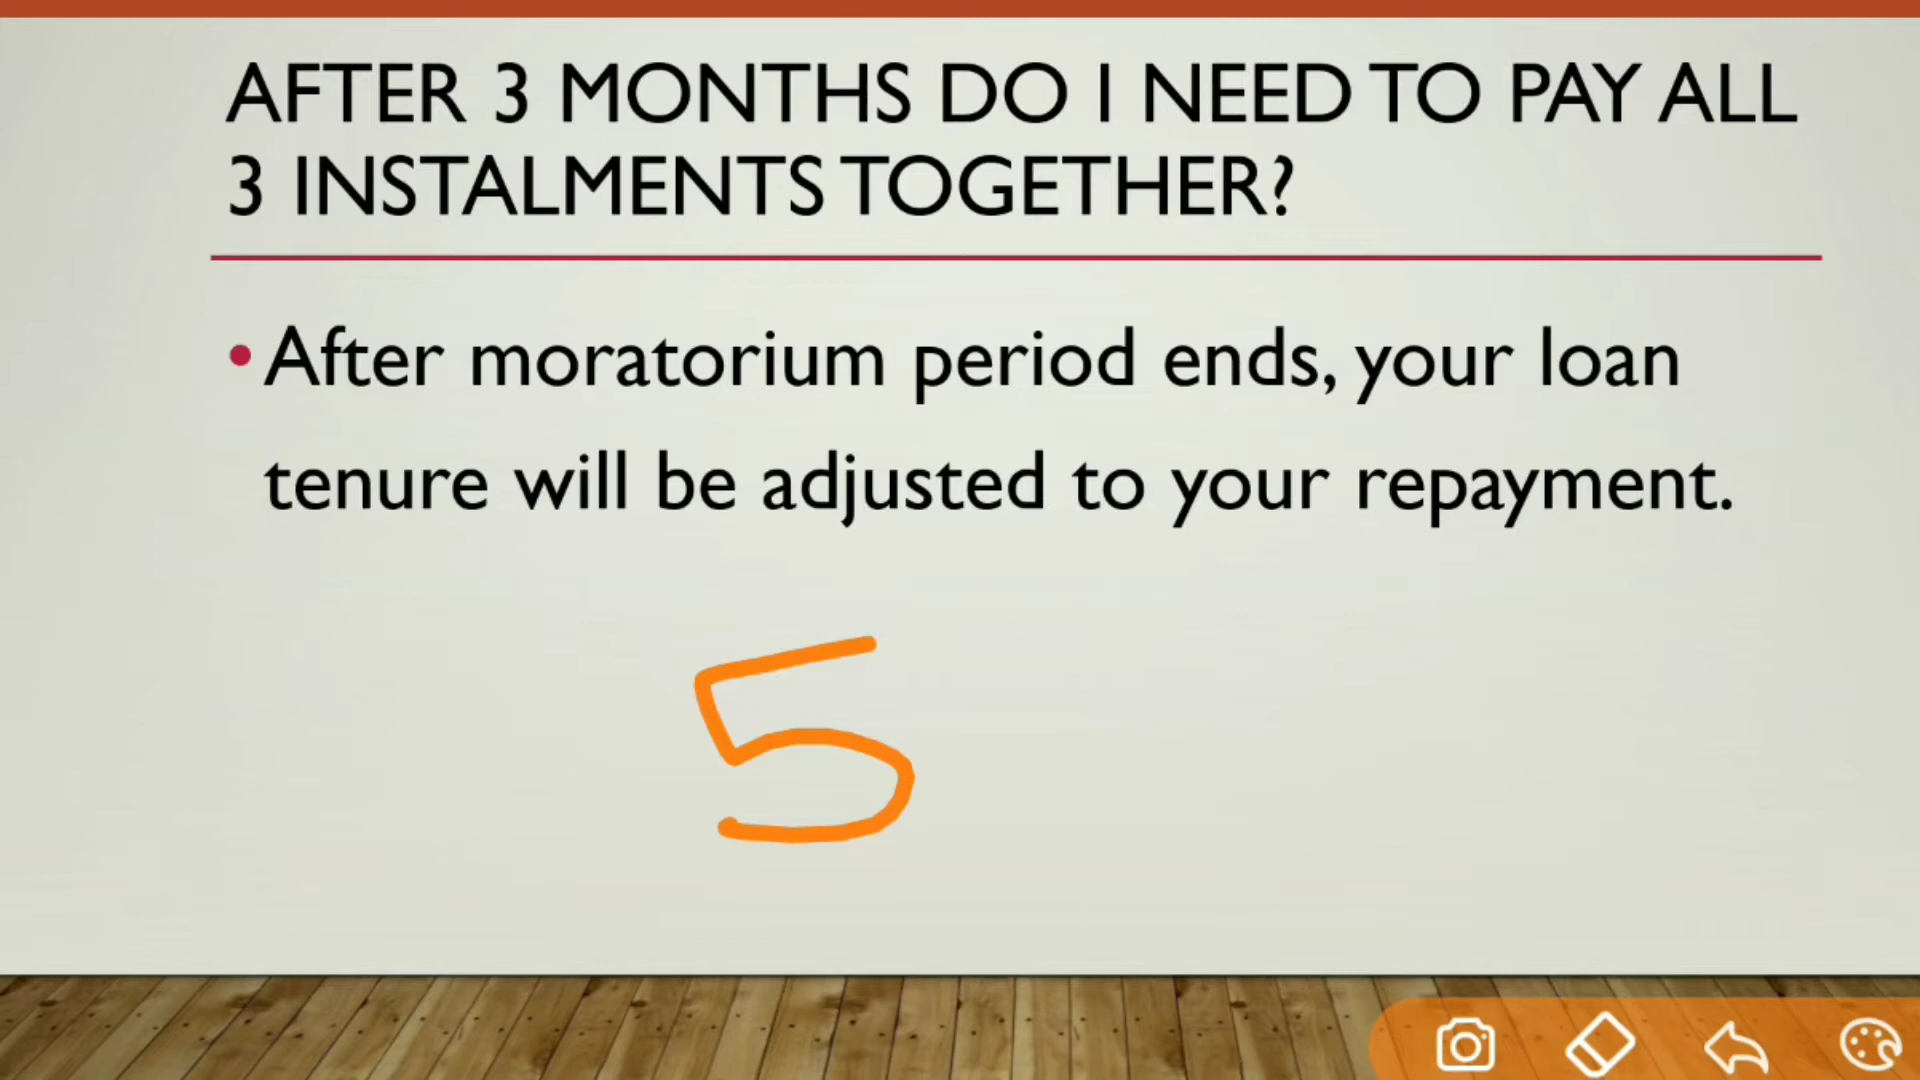 AFTER 3 MONTHS DO I NEED TO PAY ALL
3 INSTALMENTS TOGETHER?
• After moratorium period ends, your loan
tenure will be adjusted to your repayment.
5